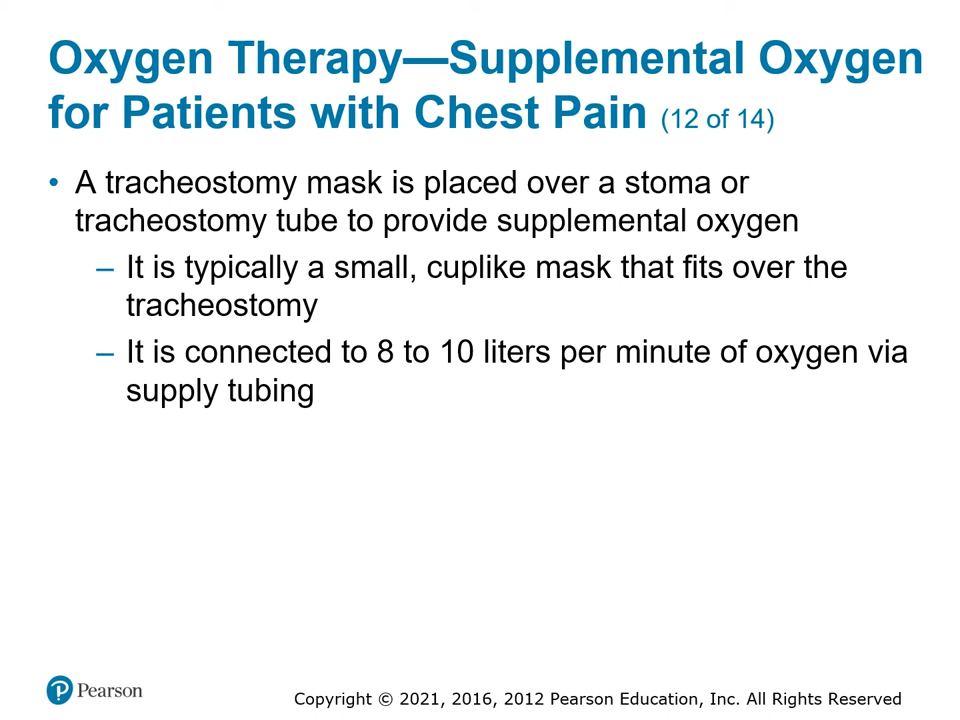 Oxygen Therapy—Supplemental Oxygen
for Patients with Chest Pain (12 of 14)
• A tracheostomy mask is placed over a stoma or
tracheostomy tube to provide supplemental oxygen
– It is typically a small, cuplike mask that fits over the
tracheostomy
– It is connected to 8 to 10 liters per minute of oxygen via
supply tubing
Pearson
Copyright © 2021, 2016, 2012 Pearson Education, Inc. All Rights Reserved